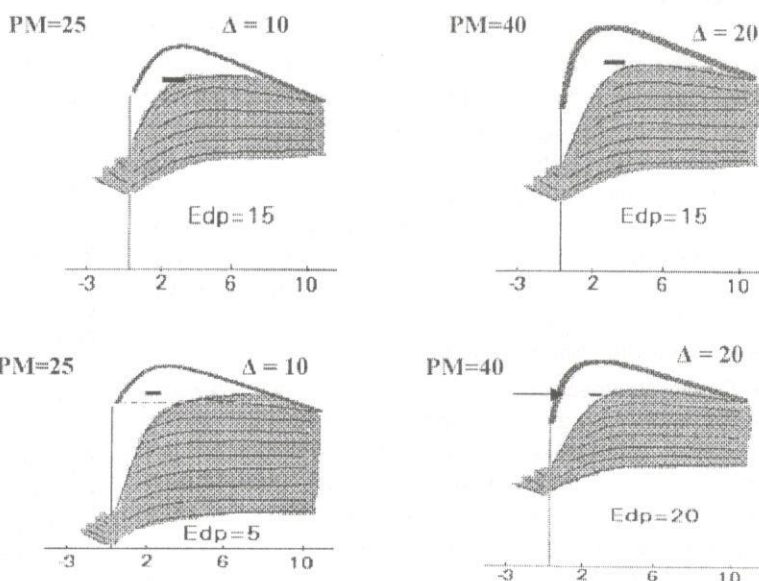 PM=25 Δ = 10
PM=40 Δ = 20
Edp=15
Edp=15
-3 2 6 10
-3 2 6 10
PM=25 Δ = 10
PM=40 Δ = 20
Edp=5
Edp=20
-3 2 6 10
-3 2 6 10